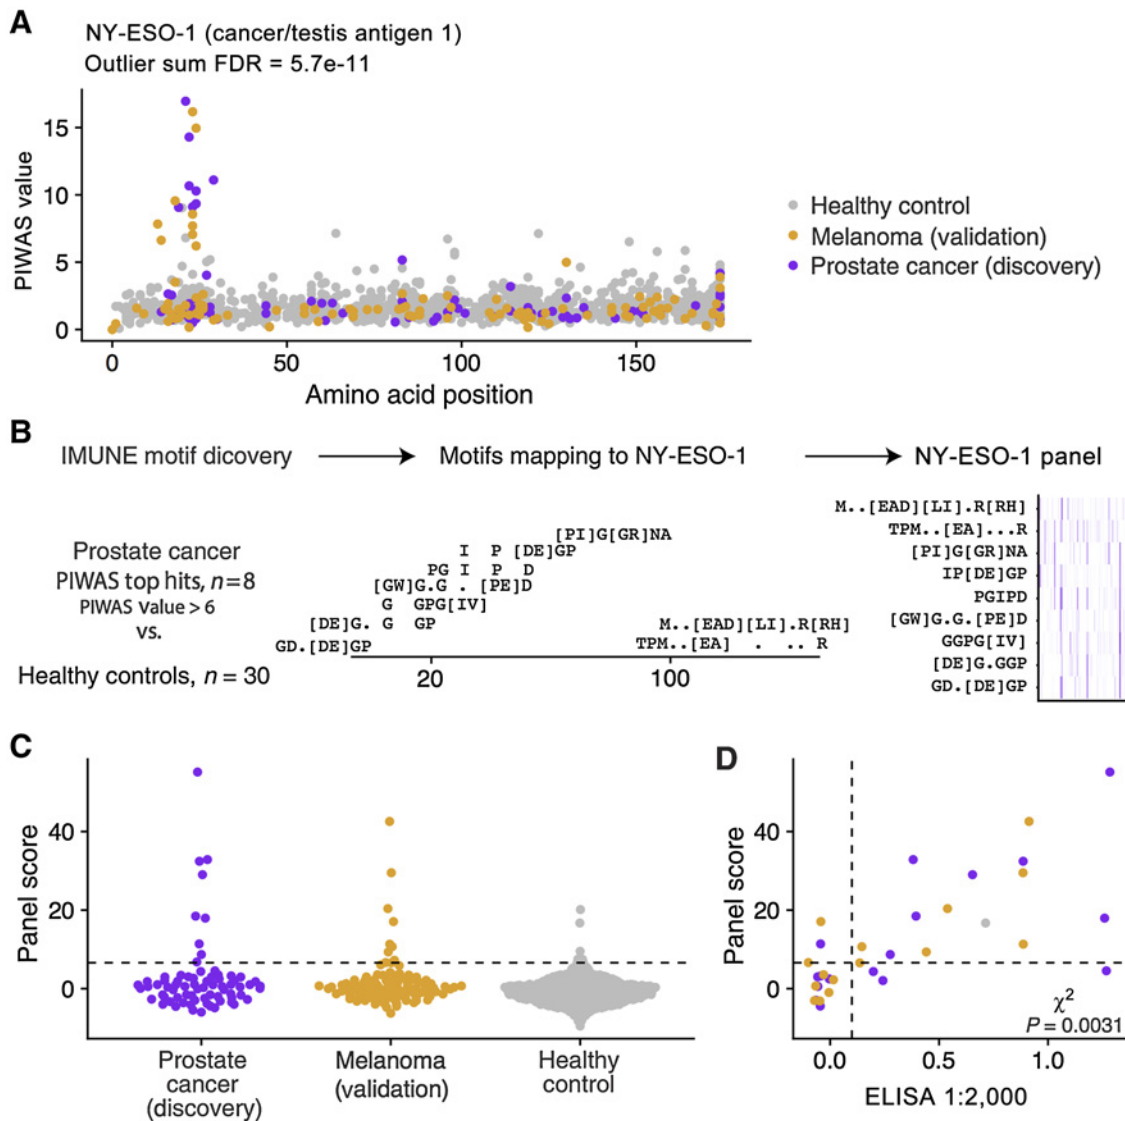 A
NY-ESO-1 (cancer/testis antigen 1)
Outlier sum FDR = 5.7e-11
PIWAS value
15
10
5
0
0 50 100 150
Amino acid position
Healthy control
Melanoma (validation)
Prostate cancer (discovery)
B
IMUNE motif dicovery
Motifs mapping to NY-ESO-1
NY-ESO-1 panel
Prostate cancer
PIWAS top hits, n = 8
PIWAS value > 6
vs.
Healthy controls, n = 30
[PI]G[GR]NA
I P [DE]GP
PG I P D
[GW]G.G . [PE]D
G GPG[IV]
[DE]G. G GP
GD.[DE]GP
M..[EAD][LI].R[RH]
TPM..[EA] . .. R
20 100
M..[EAD][LI].R[RH]
TPM..[EA]...R
[PI]G[GR]NA
IP[DE]GP
PGIPD
[GW]G.G.[PE]D
GGPG[IV]
[DE]G.GGP
GD.[DE]GP
C
Panel score
40
20
0
Prostate
cancer
(discovery)
Melanoma
(validation)
Healthy
control
D
Panel score
40
20
0
χ²
P = 0.0031
0.0 0.5 1.0
ELISA 1:2,000